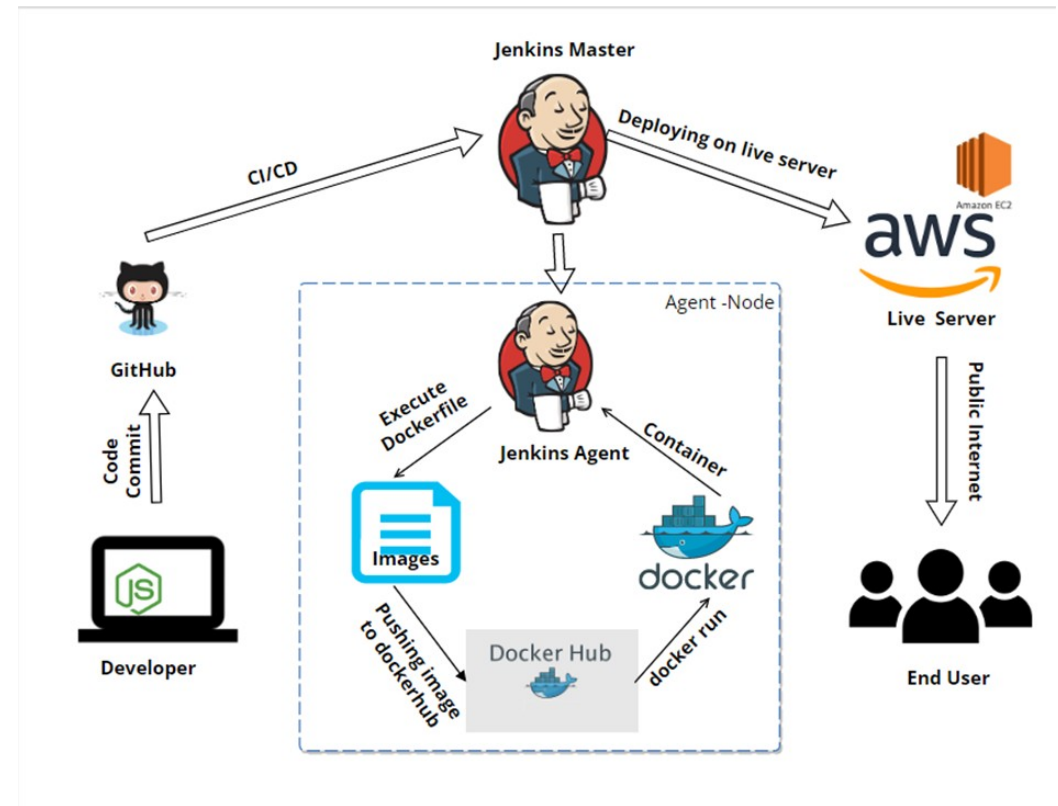 Jenkins Master
CI/CD
Deploying on live server
Amazon EC2
aws
Live Server
GitHub
Agent -Node
Execute
Dockerfile
Jenkins Agent
Container
Code
Commit
Public Internet
Images
docker
JS
Pushing image
to dockerhub
Docker Hub
docker run
Developer
End User